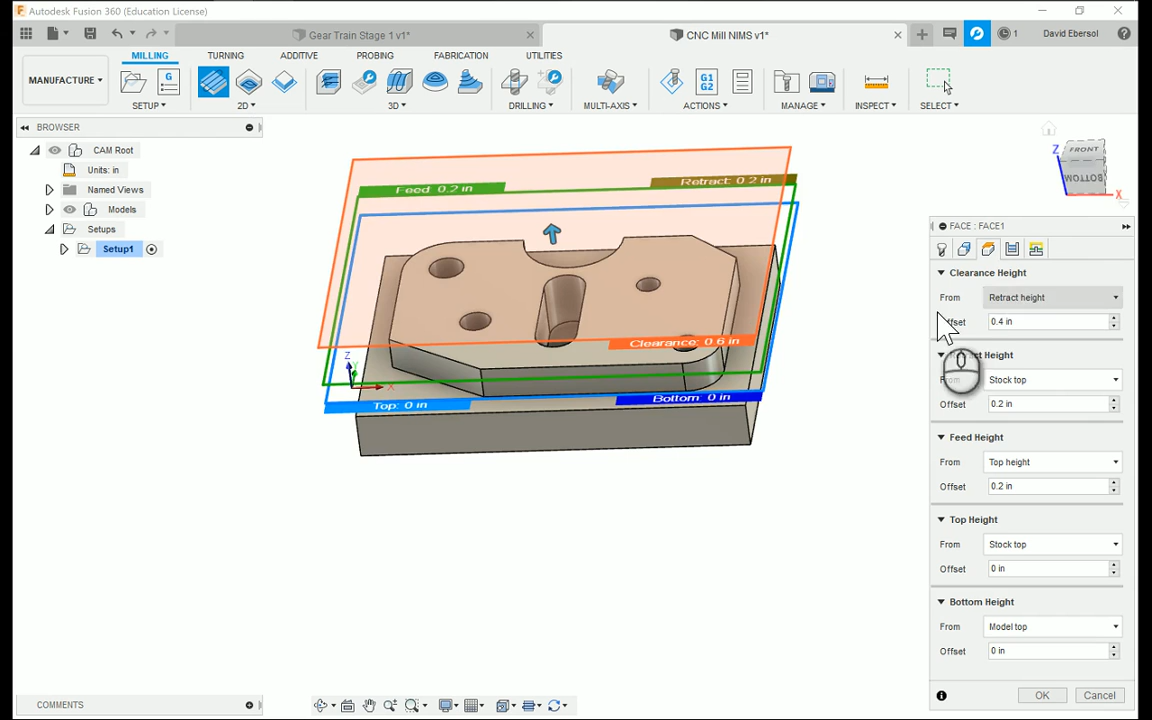 Autodesk Fusion 360 (Education License)
Gear Train Stage 1 v1*
CNC Mill NIMS v1*
1
David Ebersol
MILLING
TURNING
ADDITIVE
PROBING
FABRICATION
UTILITIES
MANUFACTURE
G
G1
G2
SETUP
2D
3D
DRILLING
MULTI-AXIS
ACTIONS
MANAGE
INSPECT
SELECT
BROWSER
CAM Root
Units: in
Named Views
Models
Setups
Setup1
Feed: 0.2 in
Retract: 0.2 in
Clearance: 0.6 in
Top: 0 in
Bottom: 0 in
Z
Y
X
FRONT
BOTTOM
Z
X
FACE : FACE1
Clearance Height
From
Retract height
0.4 in
Height
Stock top
Offset
0.2 in
Feed Height
From
Top height
Offset
0.2 in
Top Height
From
Stock top
Offset
0 in
Bottom Height
From
Model top
Offset
0 in
OK
Cancel
COMMENTS